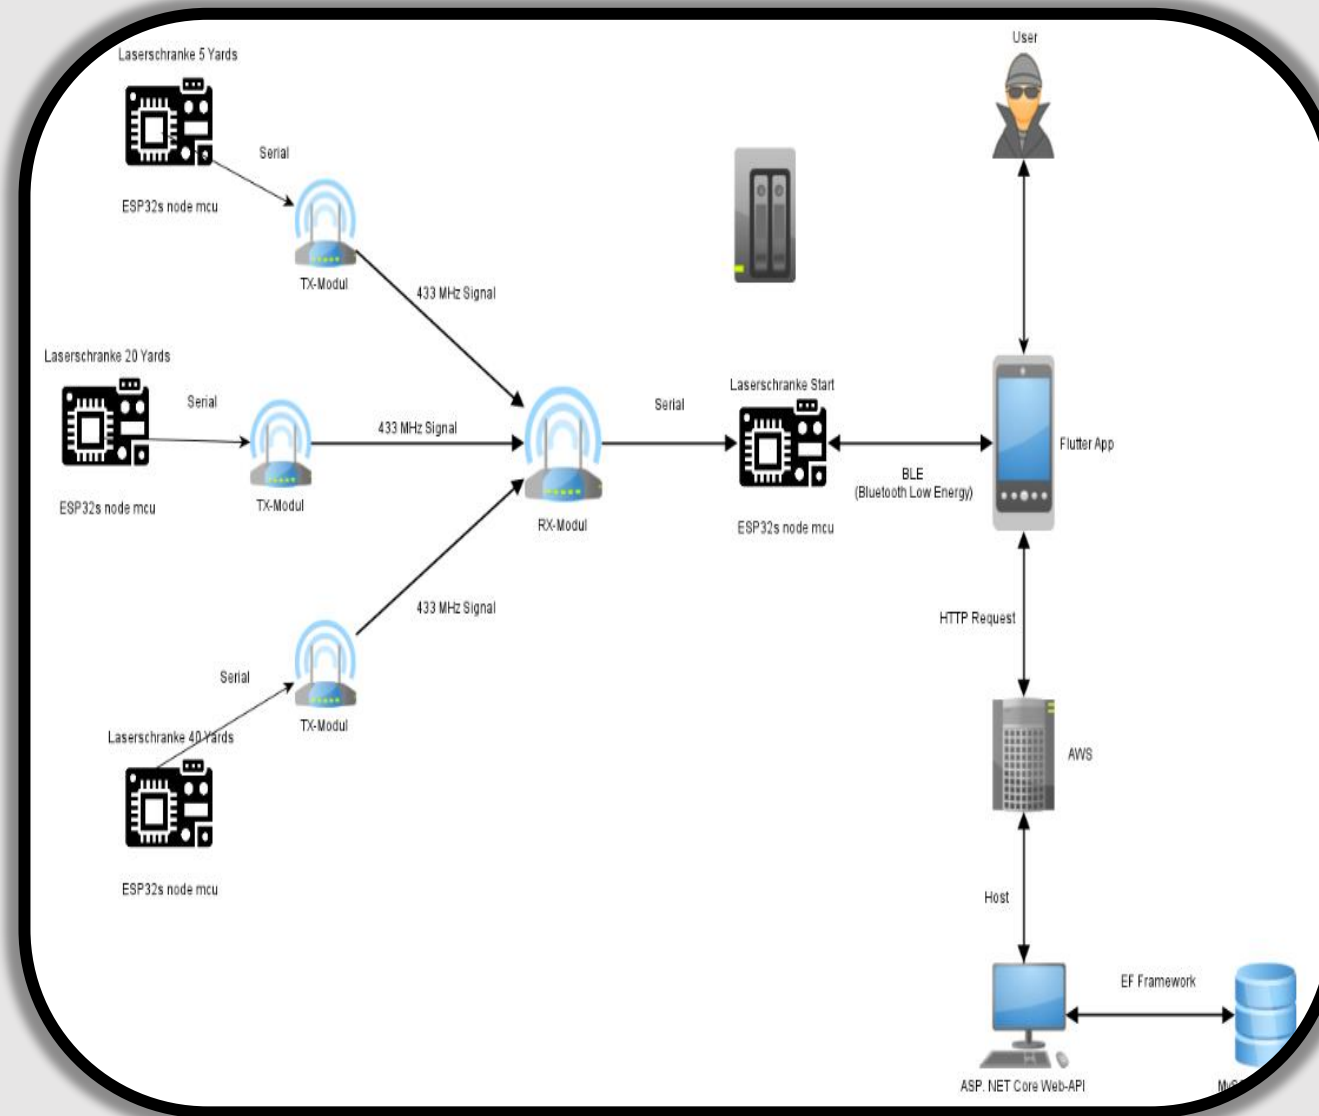 Laserschranke 5 Yards
User
Serial
ESP32s node mcu
TX-Modul
433 MHz Signal
Laserschranke 20 Yards
Serial
433 MHz Signal
ESP32s node mcu
TX-Modul
RX-Modul
Serial
Laserschranke Start
ESP32s node mcu
BLE
(Bluetooth Low Energy)
Flutter App
433 MHz Signal
Serial
TX-Modul
Laserschranke 40 Yards
ESP32s node mcu
HTTP Request
AWS
Host
EF Framework
ASP. NET Core Web-API